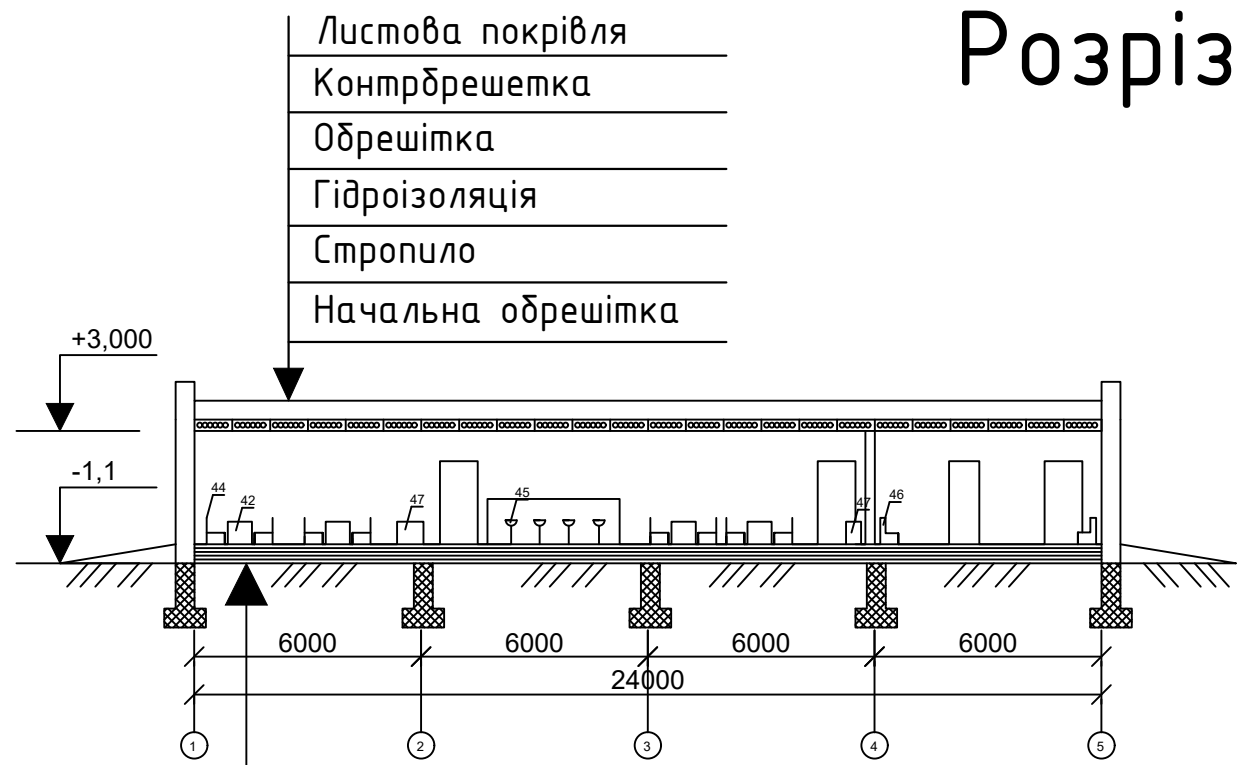 Розріз
Листова покрівля
Контрбрешетка
Обрешітка
Гідроізоляція
Стропило
Начальна обрешітка
+3,000
-1,1
44
42
47
45
47
46
6000
6000
6000
6000
24000
1
2
3
4
5